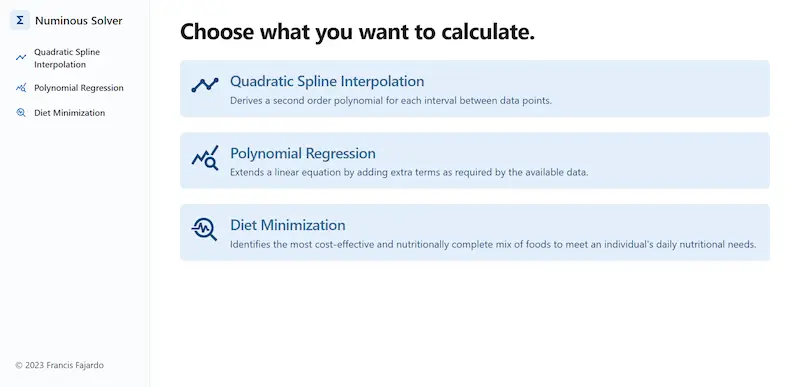 Σ Numinous Solver
Quadratic Spline
Interpolation
Polynomial Regression
Diet Minimization
© 2023 Francis Fajardo
Choose what you want to calculate.
Quadratic Spline Interpolation
Derives a second order polynomial for each interval between data points.
Polynomial Regression
Extends a linear equation by adding extra terms as required by the available data.
Diet Minimization
Identifies the most cost-effective and nutritionally complete mix of foods to meet an individual's daily nutritional needs.